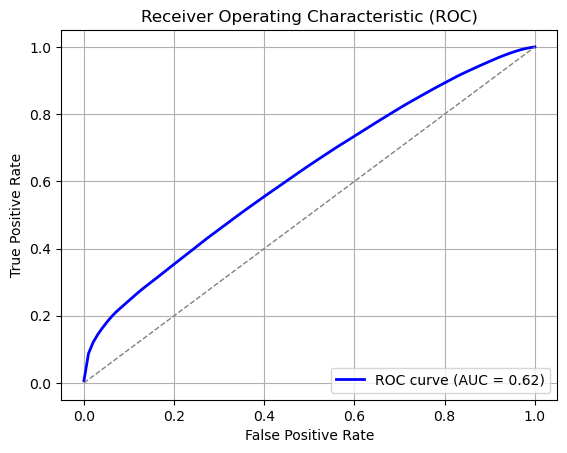 Receiver Operating Characteristic (ROC)
True Positive Rate
1.0
0.8
0.6
0.4
0.2
0.0
0.0 0.2 0.4 0.6 0.8 1.0
False Positive Rate
ROC curve (AUC = 0.62)